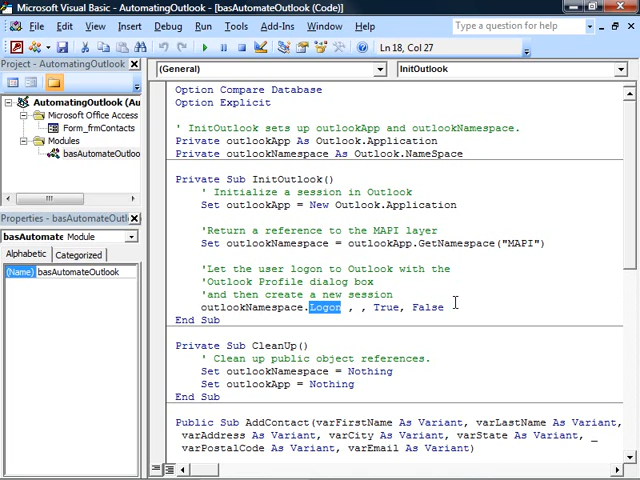 Microsoft Visual Basic - AutomatingOutlook - [basAutomateOutlook (Code)]
File Edit View Insert Debug Run Tools Add-Ins Window Help
Type a question for help
Ln 18, Col 27
Project - AutomatingOutl
AutomatingOutlook (Au
Microsoft Office Access
Form_frmContacts
Modules
basAutomateOutloo
Properties - basAutomateOutl
basAutomate Module
Alphabetic Categorized
(Name) basAutomateOutlook
(General) InitOutlook
Option Compare Database
Option Explicit
' InitOutlook sets up outlookApp and outlookNamespace.
Private outlookApp As Outlook.Application
Private outlookNamespace As Outlook.NameSpace
Private Sub InitOutlook()
' Initialize a session in Outlook
Set outlookApp = New Outlook.Application
'Return a reference to the MAPI layer
Set outlookNamespace = outlookApp.GetNamespace("MAPI")
'Let the user logon to Outlook with the
'Outlook Profile dialog box
'and then create a new session
outlookNamespace.Logon , , True, False
End Sub
Private Sub CleanUp()
' Clean up public object references.
Set outlookNamespace = Nothing
Set outlookApp = Nothing
End Sub
Public Sub AddContact(varFirstName As Variant, varLastName As Variant,
varAddress As Variant, varCity As Variant, varState As Variant, _
varPostalCode As Variant, varEmail As Variant)